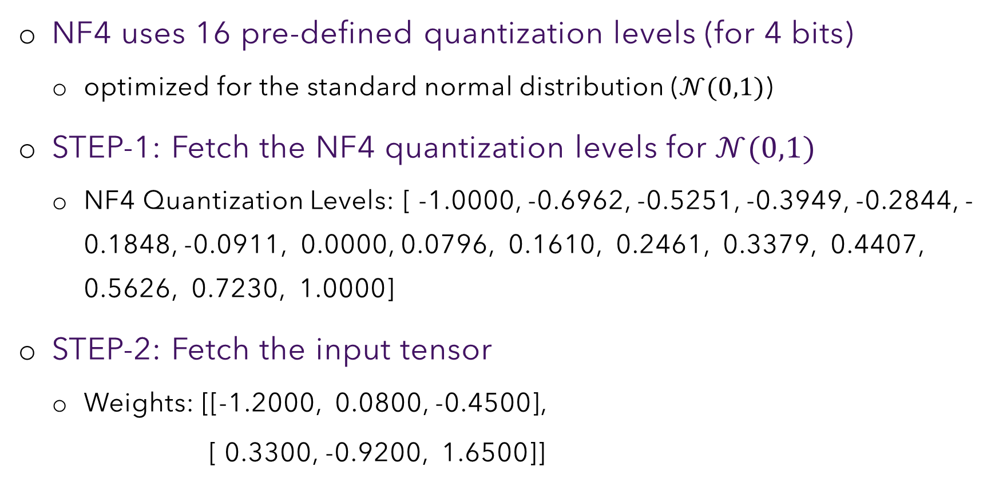 ○ NF4 uses 16 pre-defined quantization levels (for 4 bits)
○ optimized for the standard normal distribution (𝒩(0,1))
○ STEP-1: Fetch the NF4 quantization levels for 𝒩(0,1)
○ NF4 Quantization Levels: [ -1.0000, -0.6962, -0.5251, -0.3949, -0.2844, -
0.1848, -0.0911, 0.0000, 0.0796, 0.1610, 0.2461, 0.3379, 0.4407,
0.5626, 0.7230, 1.0000]
○ STEP-2: Fetch the input tensor
○ Weights: [[-1.2000, 0.0800, -0.4500],
[ 0.3300, -0.9200, 1.6500]]